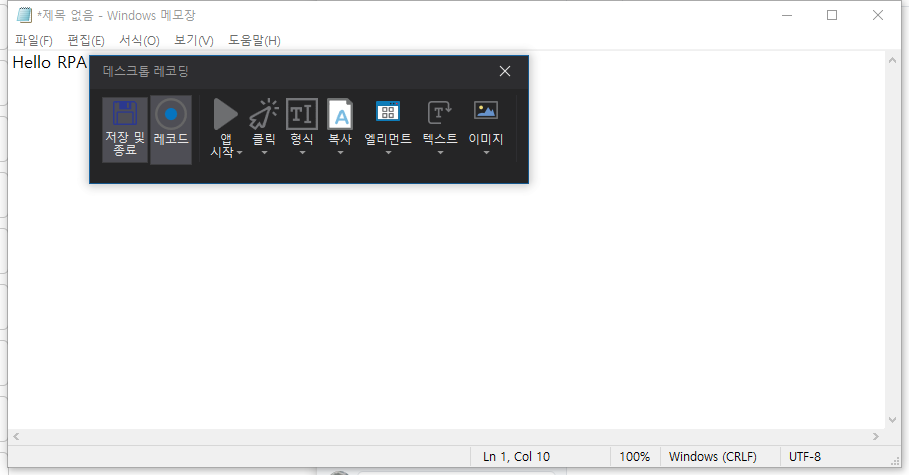 *제목 없음 - Windows 메모장
파일(F) 편집(E) 서식(O) 보기(V) 도움말(H)
Hello RPA
데스크톱 레코딩
저장 및
종료
레코드
앱
시작
클릭
형식
복사
엘리먼트
텍스트
이미지
Ln 1, Col 10 100% Windows (CRLF) UTF-8